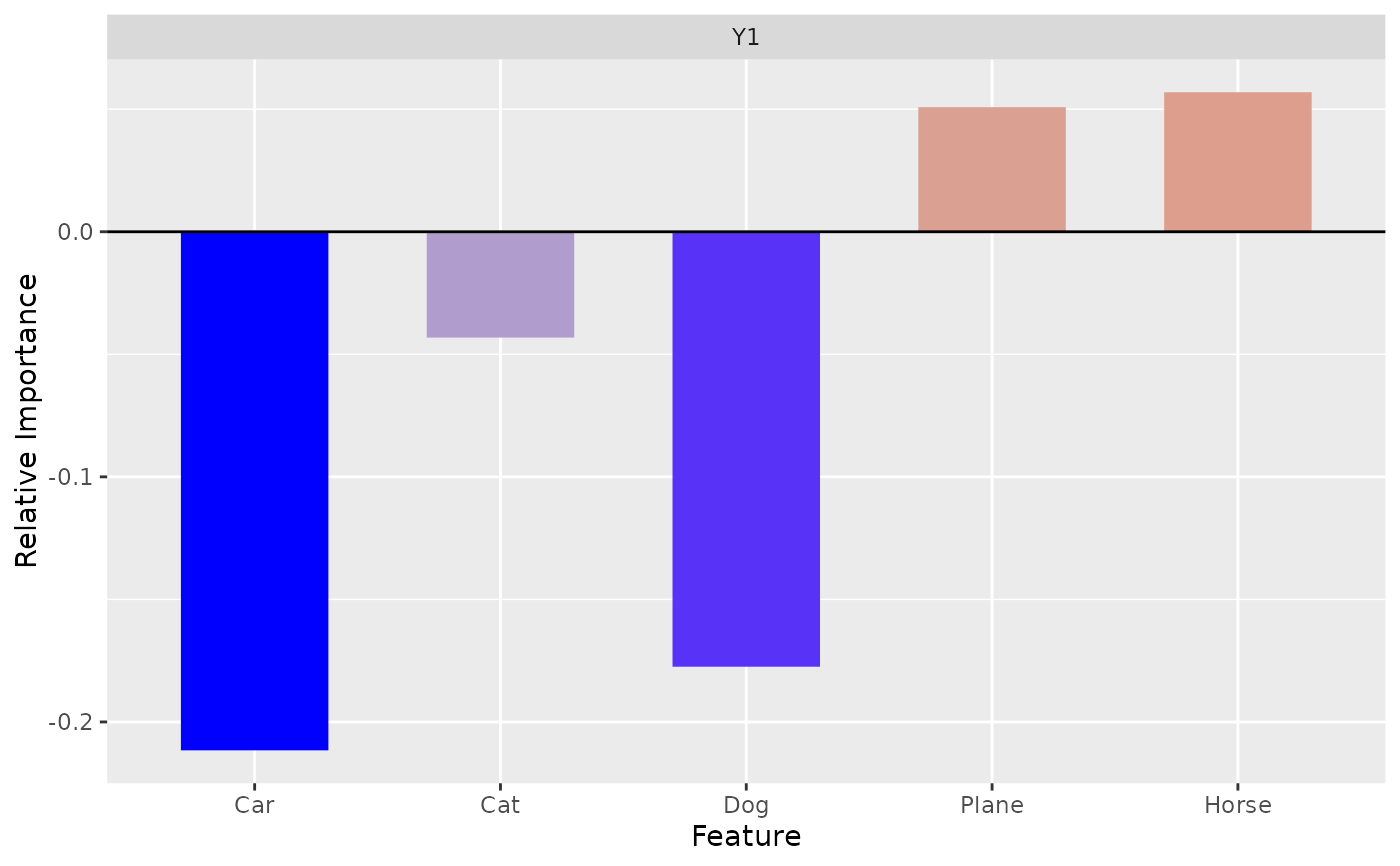 Y1
Relative Importance
0.0
-0.1
-0.2
Car Cat Dog Plane Horse
Feature